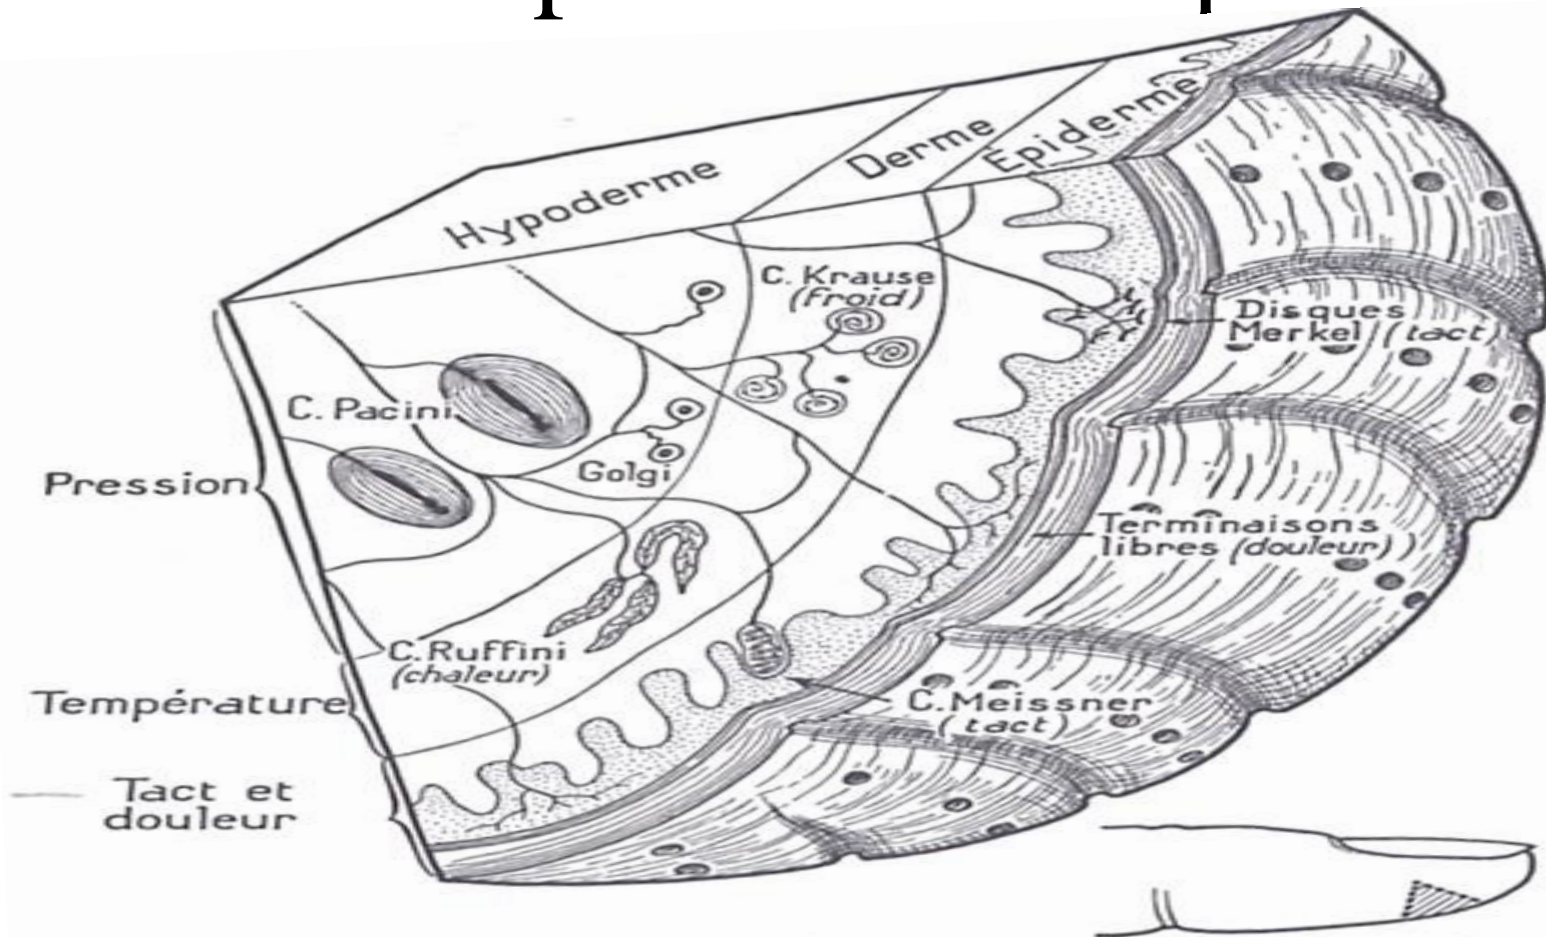 Hypoderme
Derme
Épiderme
C. Krause
(froid)
Disques
Merkel (tact)
C. Pacini
Golgi
Pression
Terminaisons
libres (douleur)
C. Ruffini
(chaleur)
Température
C. Meissner
(tact)
Tact et
douleur